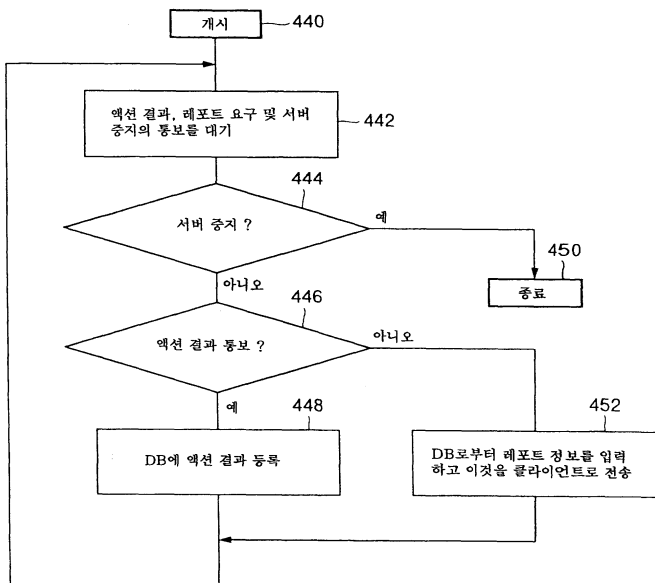 개시
440
액션 결과, 레포트 요구 및 서버
중지의 통보를 대기
442
444
서버 중지 ?
예
450
종료
아니오
446
액션 결과 통보 ?
아니오
예
448
DB에 액션 결과 등록
452
DB로부터 레포트 정보를 입력
하고 이것을 클라이언트로 전송